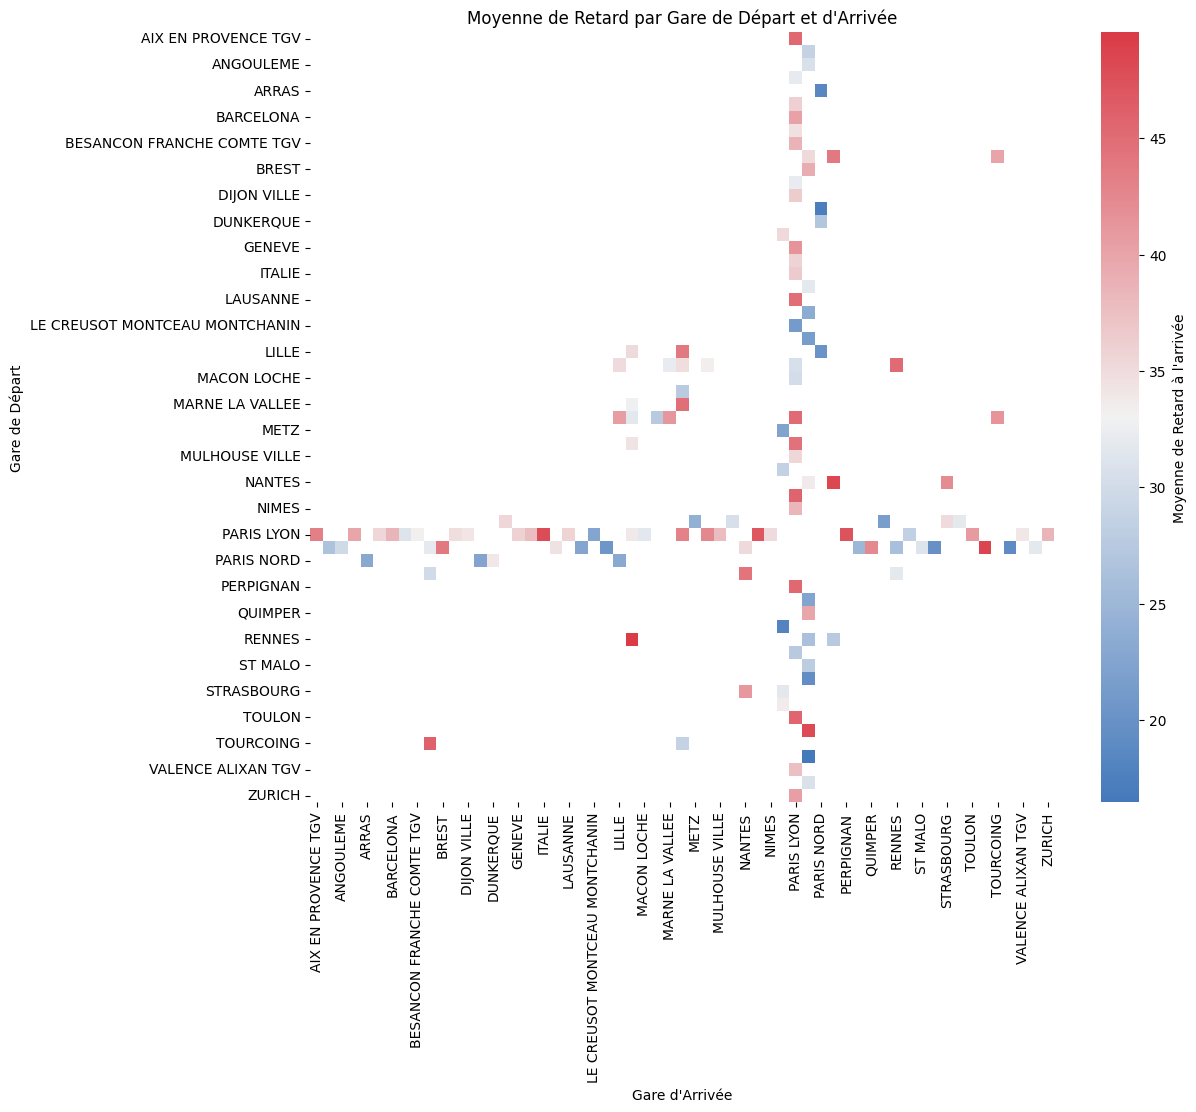 Moyenne de Retard par Gare de Départ et d'Arrivée
Gare de Départ
AIX EN PROVENCE TGV
ANGOULEME
ARRAS
BARCELONA
BESANCON FRANCHE COMTE TGV
BREST
DIJON VILLE
DUNKERQUE
GENEVE
ITALIE
LAUSANNE
LE CREUSOT MONTCEAU MONTCHANIN
LILLE
MACON LOCHE
MARNE LA VALLEE
METZ
MULHOUSE VILLE
NANTES
NIMES
PARIS LYON
PARIS NORD
PERPIGNAN
QUIMPER
RENNES
ST MALO
STRASBOURG
TOULON
TOURCOING
VALENCE ALIXAN TGV
ZURICH
AIX EN PROVENCE TGV
ANGOULEME
ARRAS
BARCELONA
BESANCON FRANCHE COMTE TGV
BREST
DIJON VILLE
DUNKERQUE
GENEVE
ITALIE
LAUSANNE
LE CREUSOT MONTCEAU MONTCHANIN
LILLE
MACON LOCHE
MARNE LA VALLEE
METZ
MULHOUSE VILLE
NANTES
NIMES
PARIS LYON
PARIS NORD
PERPIGNAN
QUIMPER
RENNES
ST MALO
STRASBOURG
TOULON
TOURCOING
VALENCE ALIXAN TGV
ZURICH
Gare d'Arrivée
45
40
35
30
25
20
Moyenne de Retard à l'arrivée